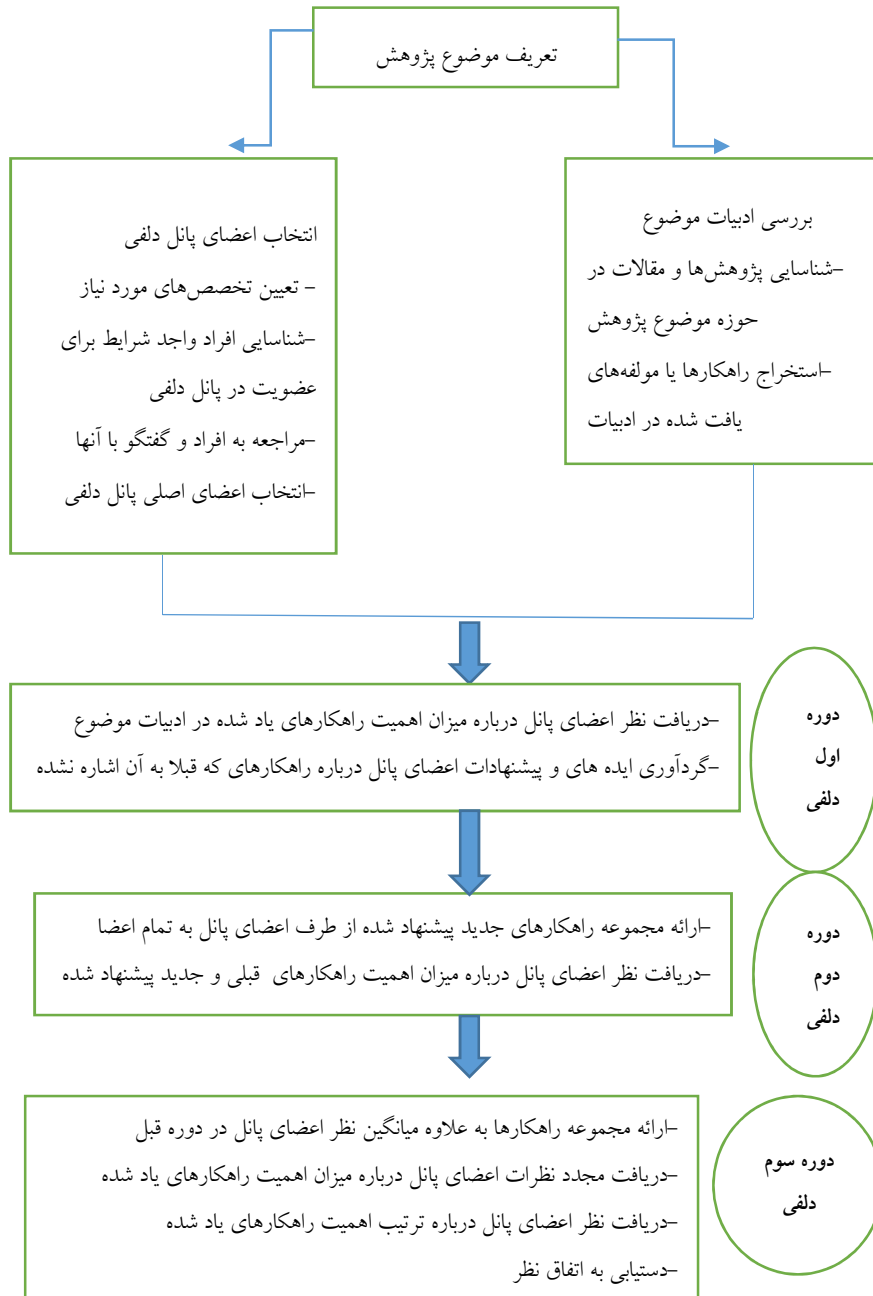 تعریف موضوع پژوهش
بررسی ادبیات موضوع
–شناسایی پژوهش‌ها و مقالات در
حوزه موضوع پژوهش
–استخراج راهکارها یا مولفه‌های
یافت شده در ادبیات
انتخاب اعضای پانل دلفی
– تعیین تخصص‌های مورد نیاز
–شناسایی افراد واجد شرایط برای
عضویت در پانل دلفی
–مراجعه به افراد و گفتگو با آنها
–انتخاب اعضای اصلی پانل دلفی
دوره
اول
دلفی
–دریافت نظر اعضای پانل درباره میزان اهمیت راهکارهای یاد شده در ادبیات موضوع
–گردآوری ایده های و پیشنهادات اعضای پانل درباره راهکارهای که قبلا به آن اشاره نشده
دوره
دوم
دلفی
–ارائه مجموعه راهکارهای جدید پیشنهاد شده از طرف اعضای پانل به تمام اعضا
–دریافت نظر اعضای پانل درباره میزان اهمیت راهکارهای قبلی و جدید پیشنهاد شده
دوره سوم
دلفی
–ارائه مجموعه راهکارها به علاوه میانگین نظر اعضای پانل در دوره قبل
–دریافت مجدد نظرات اعضای پانل درباره میزان اهمیت راهکارهای یاد شده
–دریافت نظر اعضای پانل درباره ترتیب اهمیت راهکارهای یاد شده
–دستیابی به اتفاق نظر